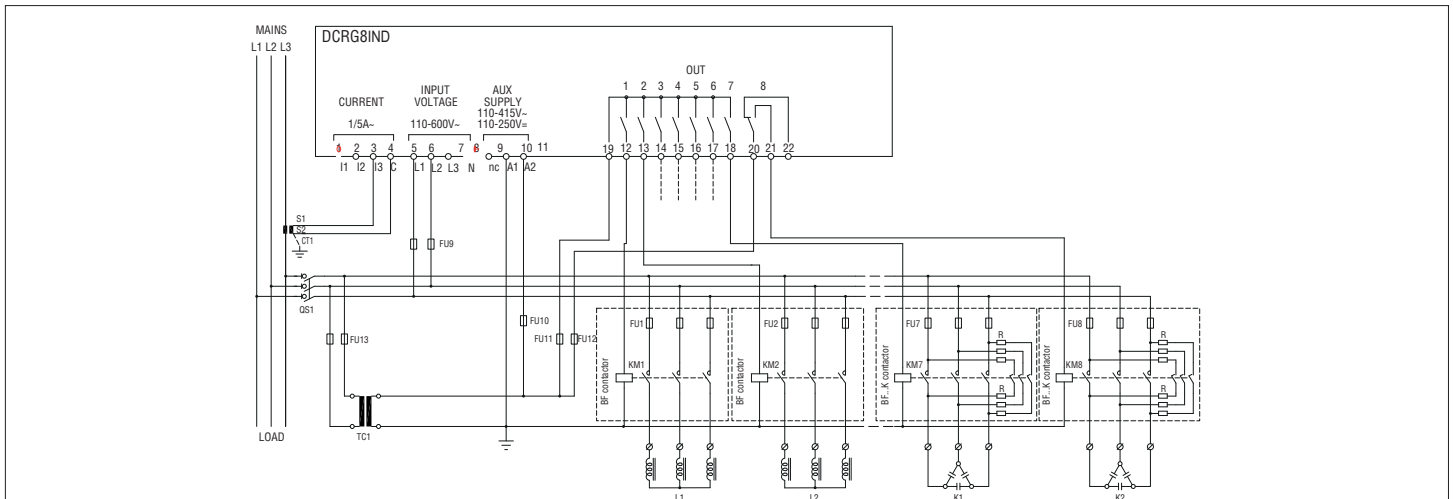 MAINS
L1 L2 L3
DCRG8IND
OUT
1 2 3 4 5 6 7 8
CURRENT
1/5A~
INPUT
VOLTAGE
110-600V~
AUX
SUPPLY
110-415V~
110-250V=
1 2 3 4 5 6 7 8 9 10 11
19 12 13 14 15 16 17 18 20 21 22
I1 I2 I3 C L1 L2 L3 N nc A1 A2
S1
S2
CT1
FU9
QS1
FU13
FU10
FU11
FU12
BF contactor
FU1
KM1
BF contactor
FU2
KM2
BF...K contactor
FU7
KM7
R
R
BF...K contactor
FU8
KM8
R
R
LOAD
TC1
L1
L2
K1
K2